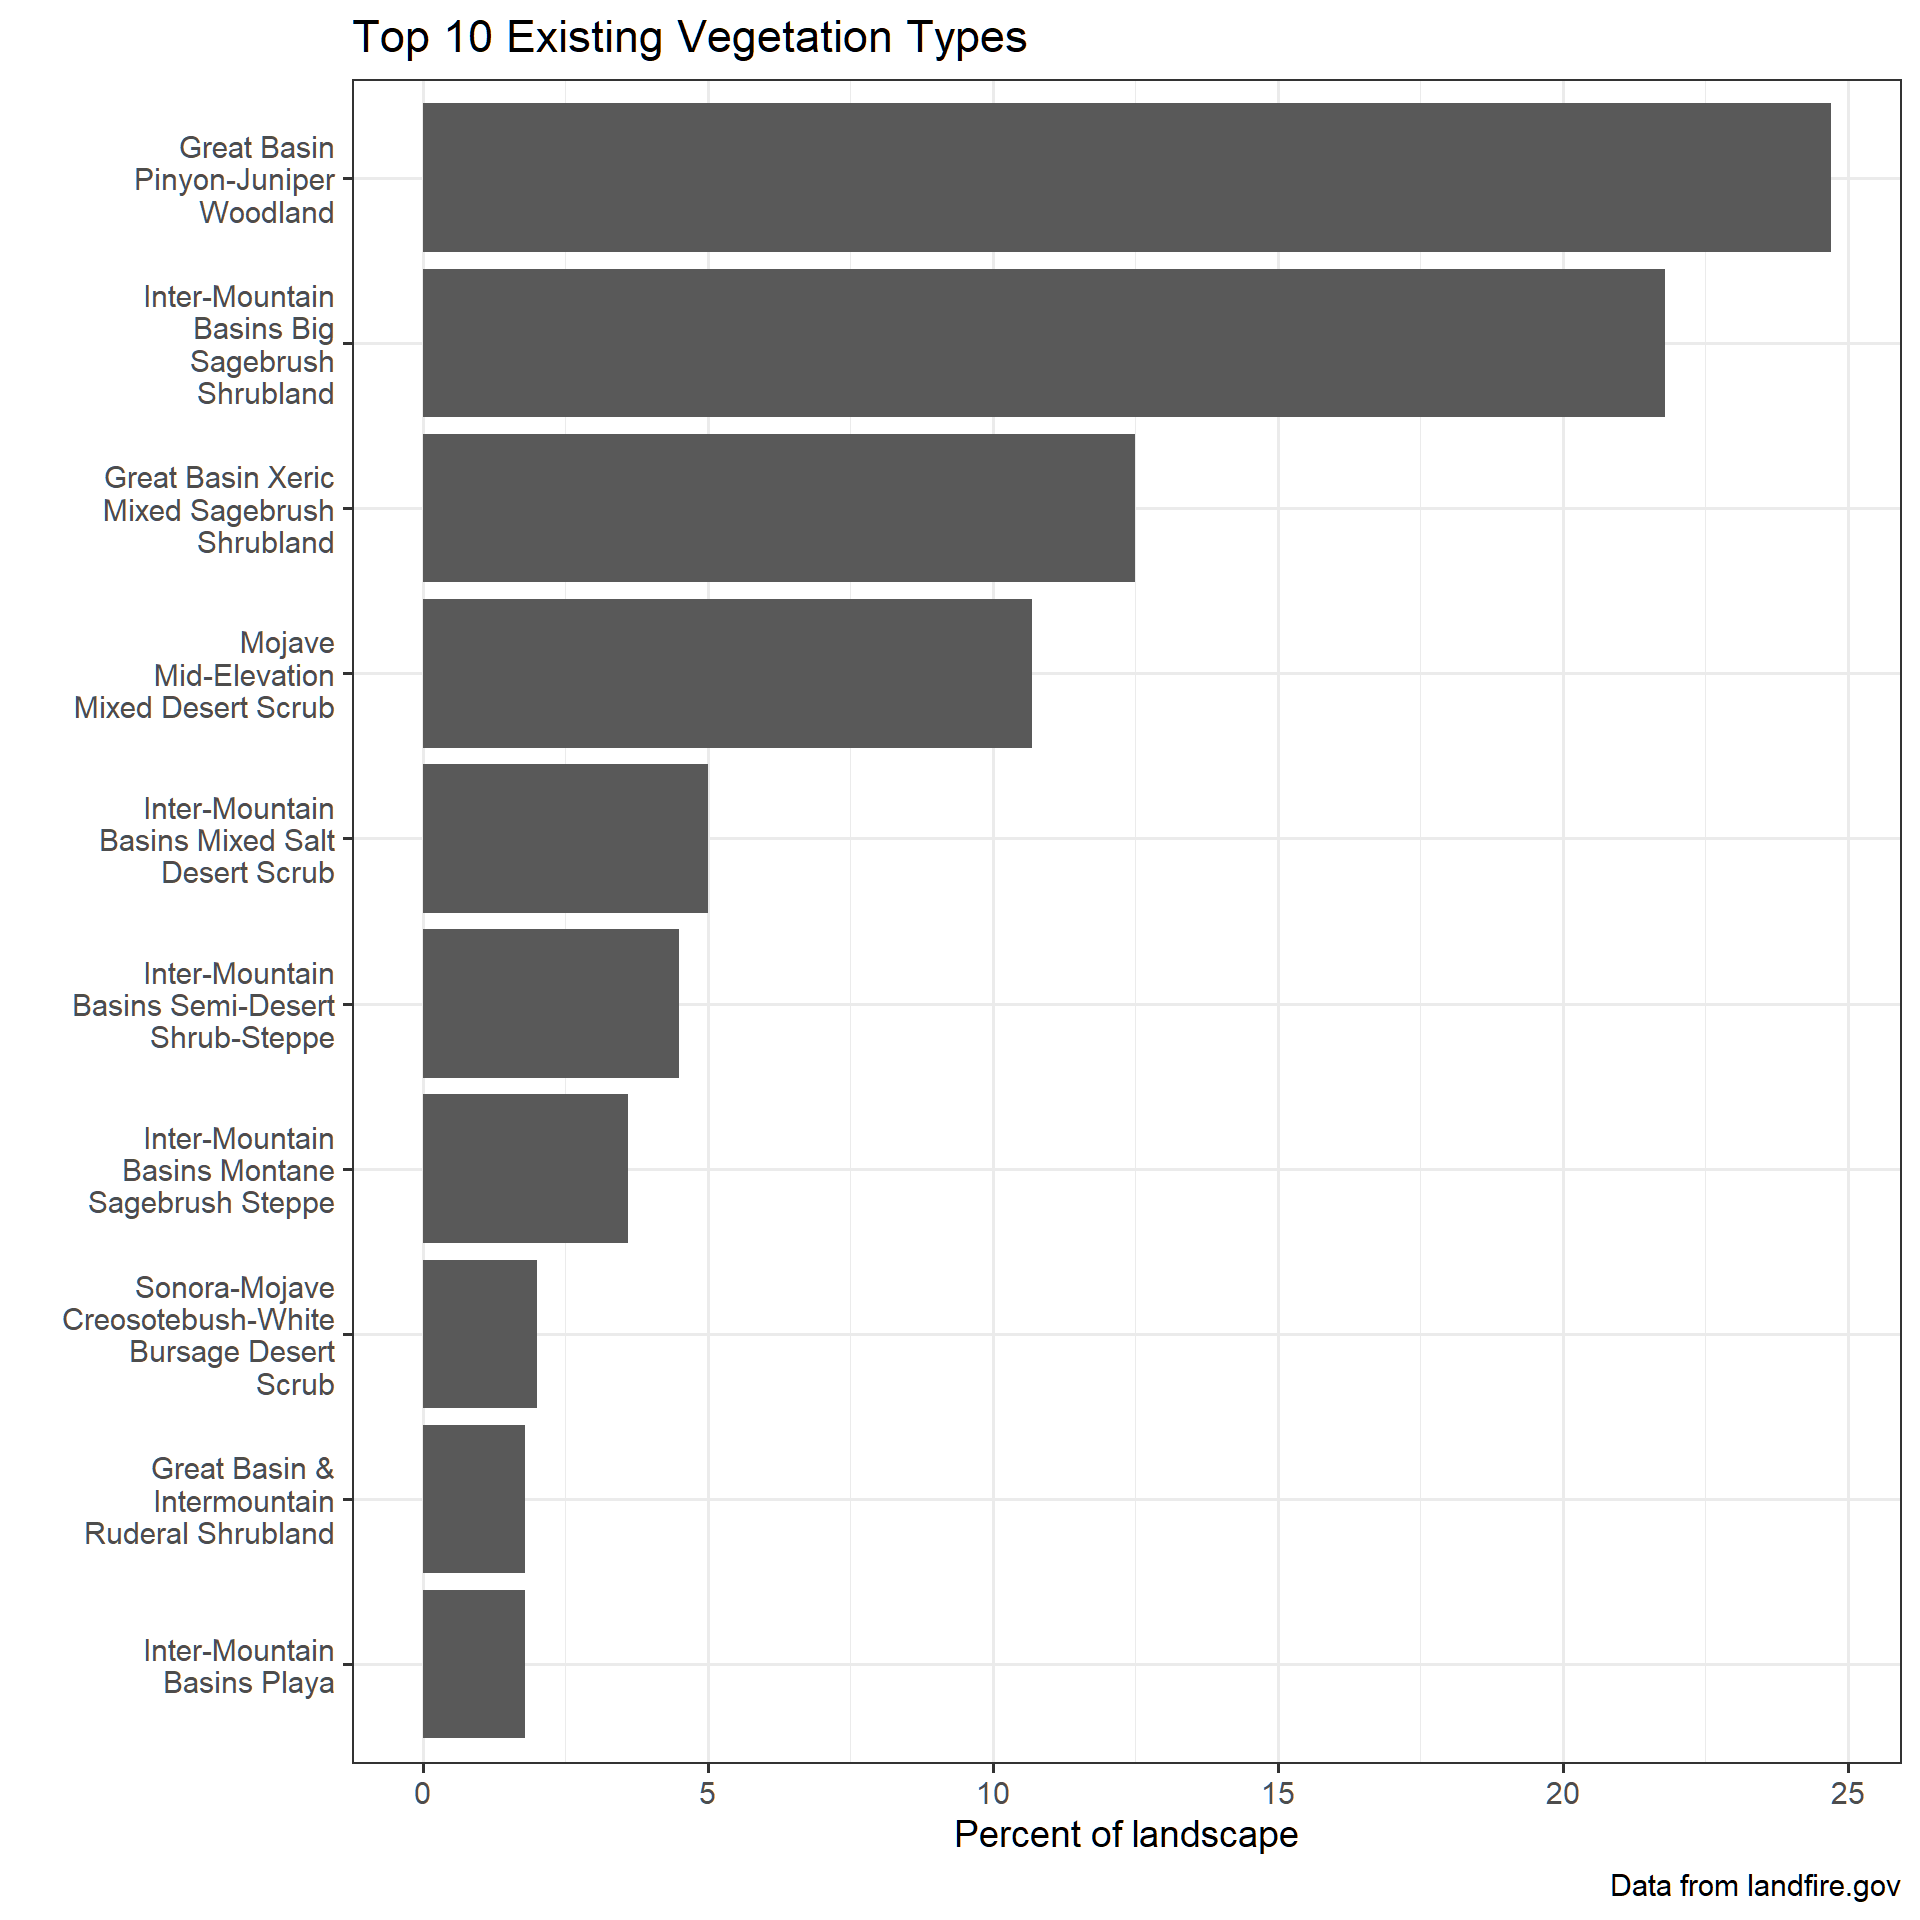 Top 10 Existing Vegetation Types
Great Basin
Pinyon-Juniper
Woodland
Inter-Mountain
Basins Big
Sagebrush
Shrubland
Great Basin Xeric
Mixed Sagebrush
Shrubland
Mojave
Mid-Elevation
Mixed Desert Scrub
Inter-Mountain
Basins Mixed Salt
Desert Scrub
Inter-Mountain
Basins Semi-Desert
Shrub-Steppe
Inter-Mountain
Basins Montane
Sagebrush Steppe
Sonora-Mojave
Creosotebush-White
Bursage Desert
Scrub
Great Basin &
Intermountain
Ruderal Shrubland
Inter-Mountain
Basins Playa
0 5 10 15 20 25
Percent of landscape
Data from landfire.gov